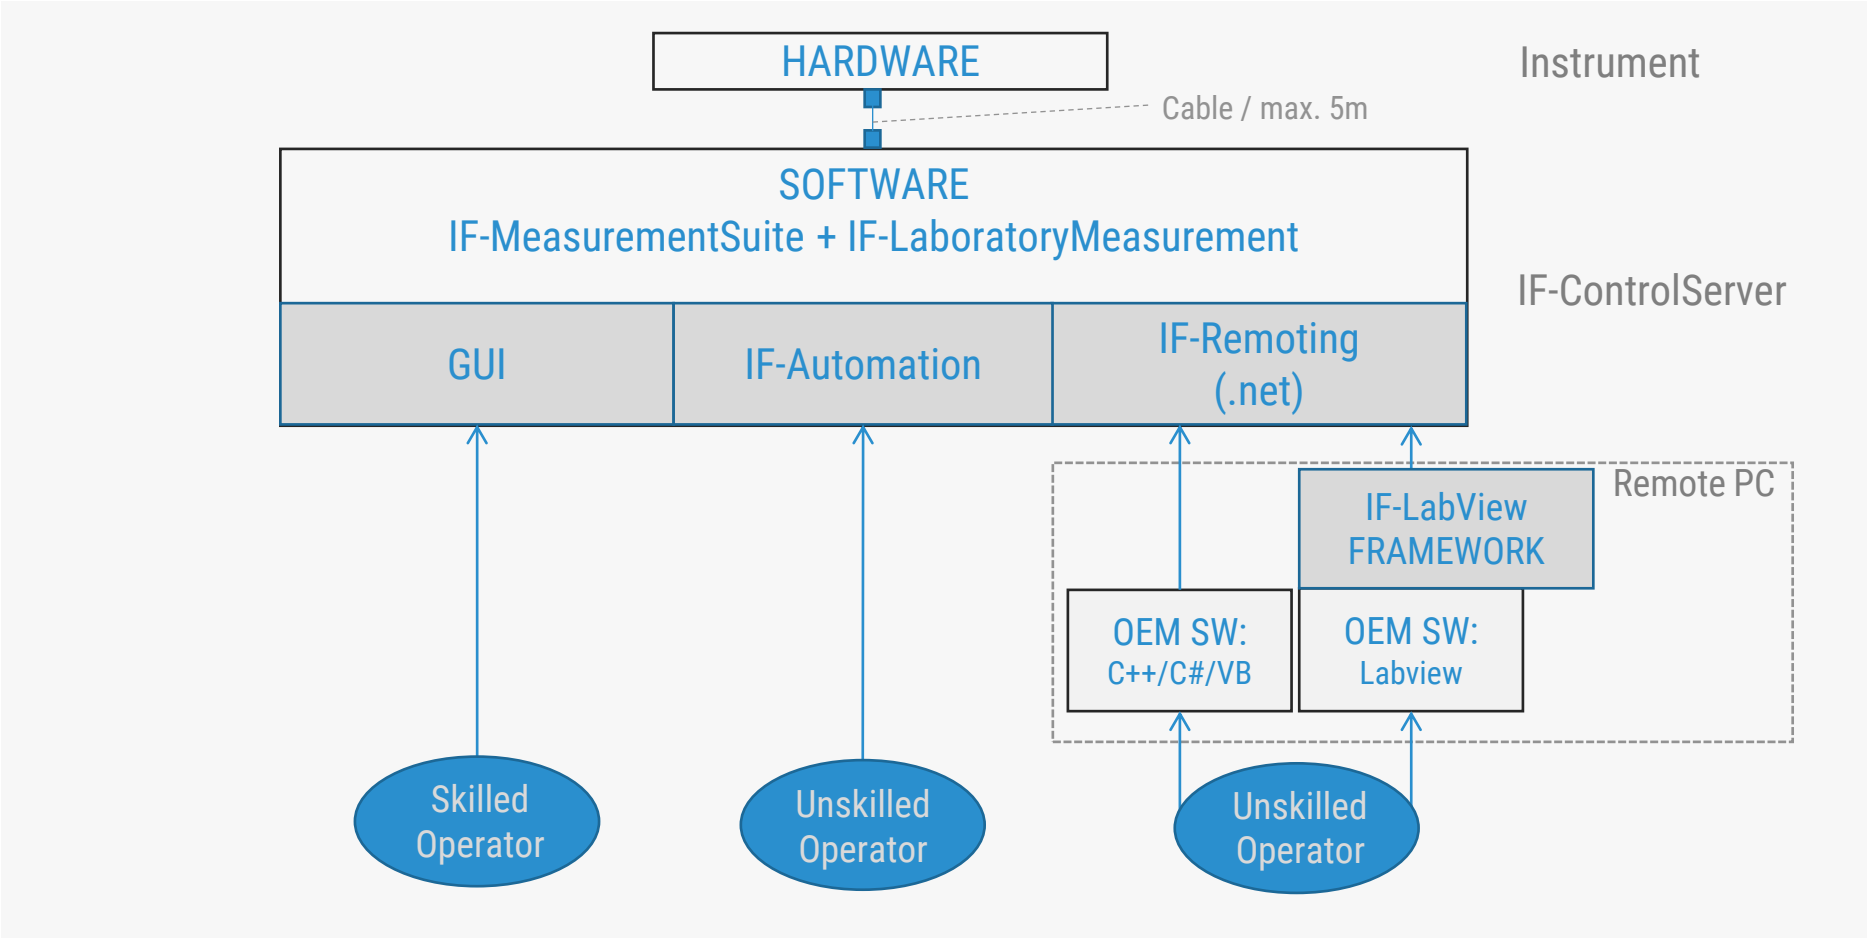 HARDWARE
Instrument
Cable / max. 5m
SOFTWARE
IF-MeasurementSuite + IF-LaboratoryMeasurement
IF-ControlServer
GUI
IF-Automation
IF-Remoting
(.net)
Remote PC
IF-LabView
FRAMEWORK
OEM SW:
C++/C#/VB
OEM SW:
Labview
Skilled
Operator
Unskilled
Operator
Unskilled
Operator